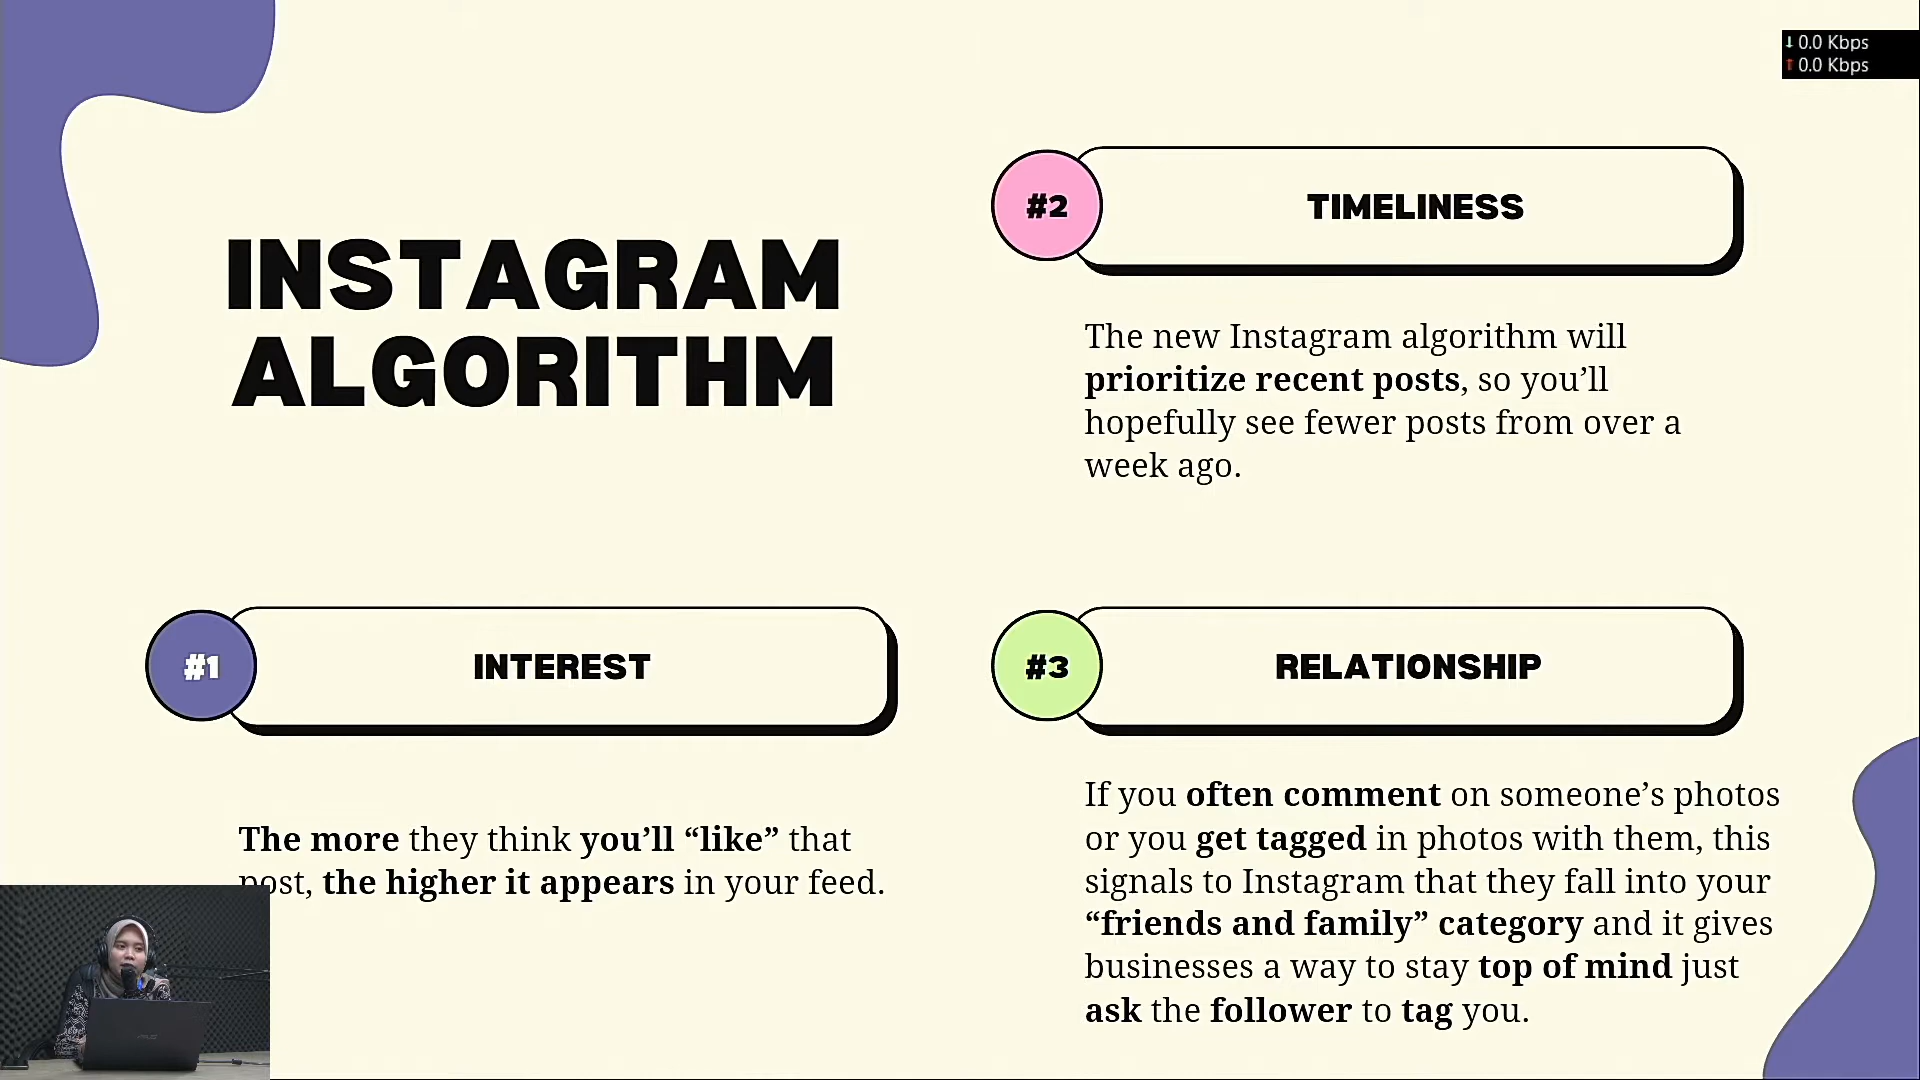 ↓ 0.0 Kbps
↑ 0.0 Kbps
INSTAGRAM
ALGORITHM
#1
INTEREST
The more they think you’ll “like” that
post, the higher it appears in your feed.
#2
TIMELINESS
The new Instagram algorithm will
prioritize recent posts, so you’ll
hopefully see fewer posts from over a
week ago.
#3
RELATIONSHIP
If you often comment on someone’s photos
or you get tagged in photos with them, this
signals to Instagram that they fall into your
“friends and family” category and it gives
businesses a way to stay top of mind just
ask the follower to tag you.